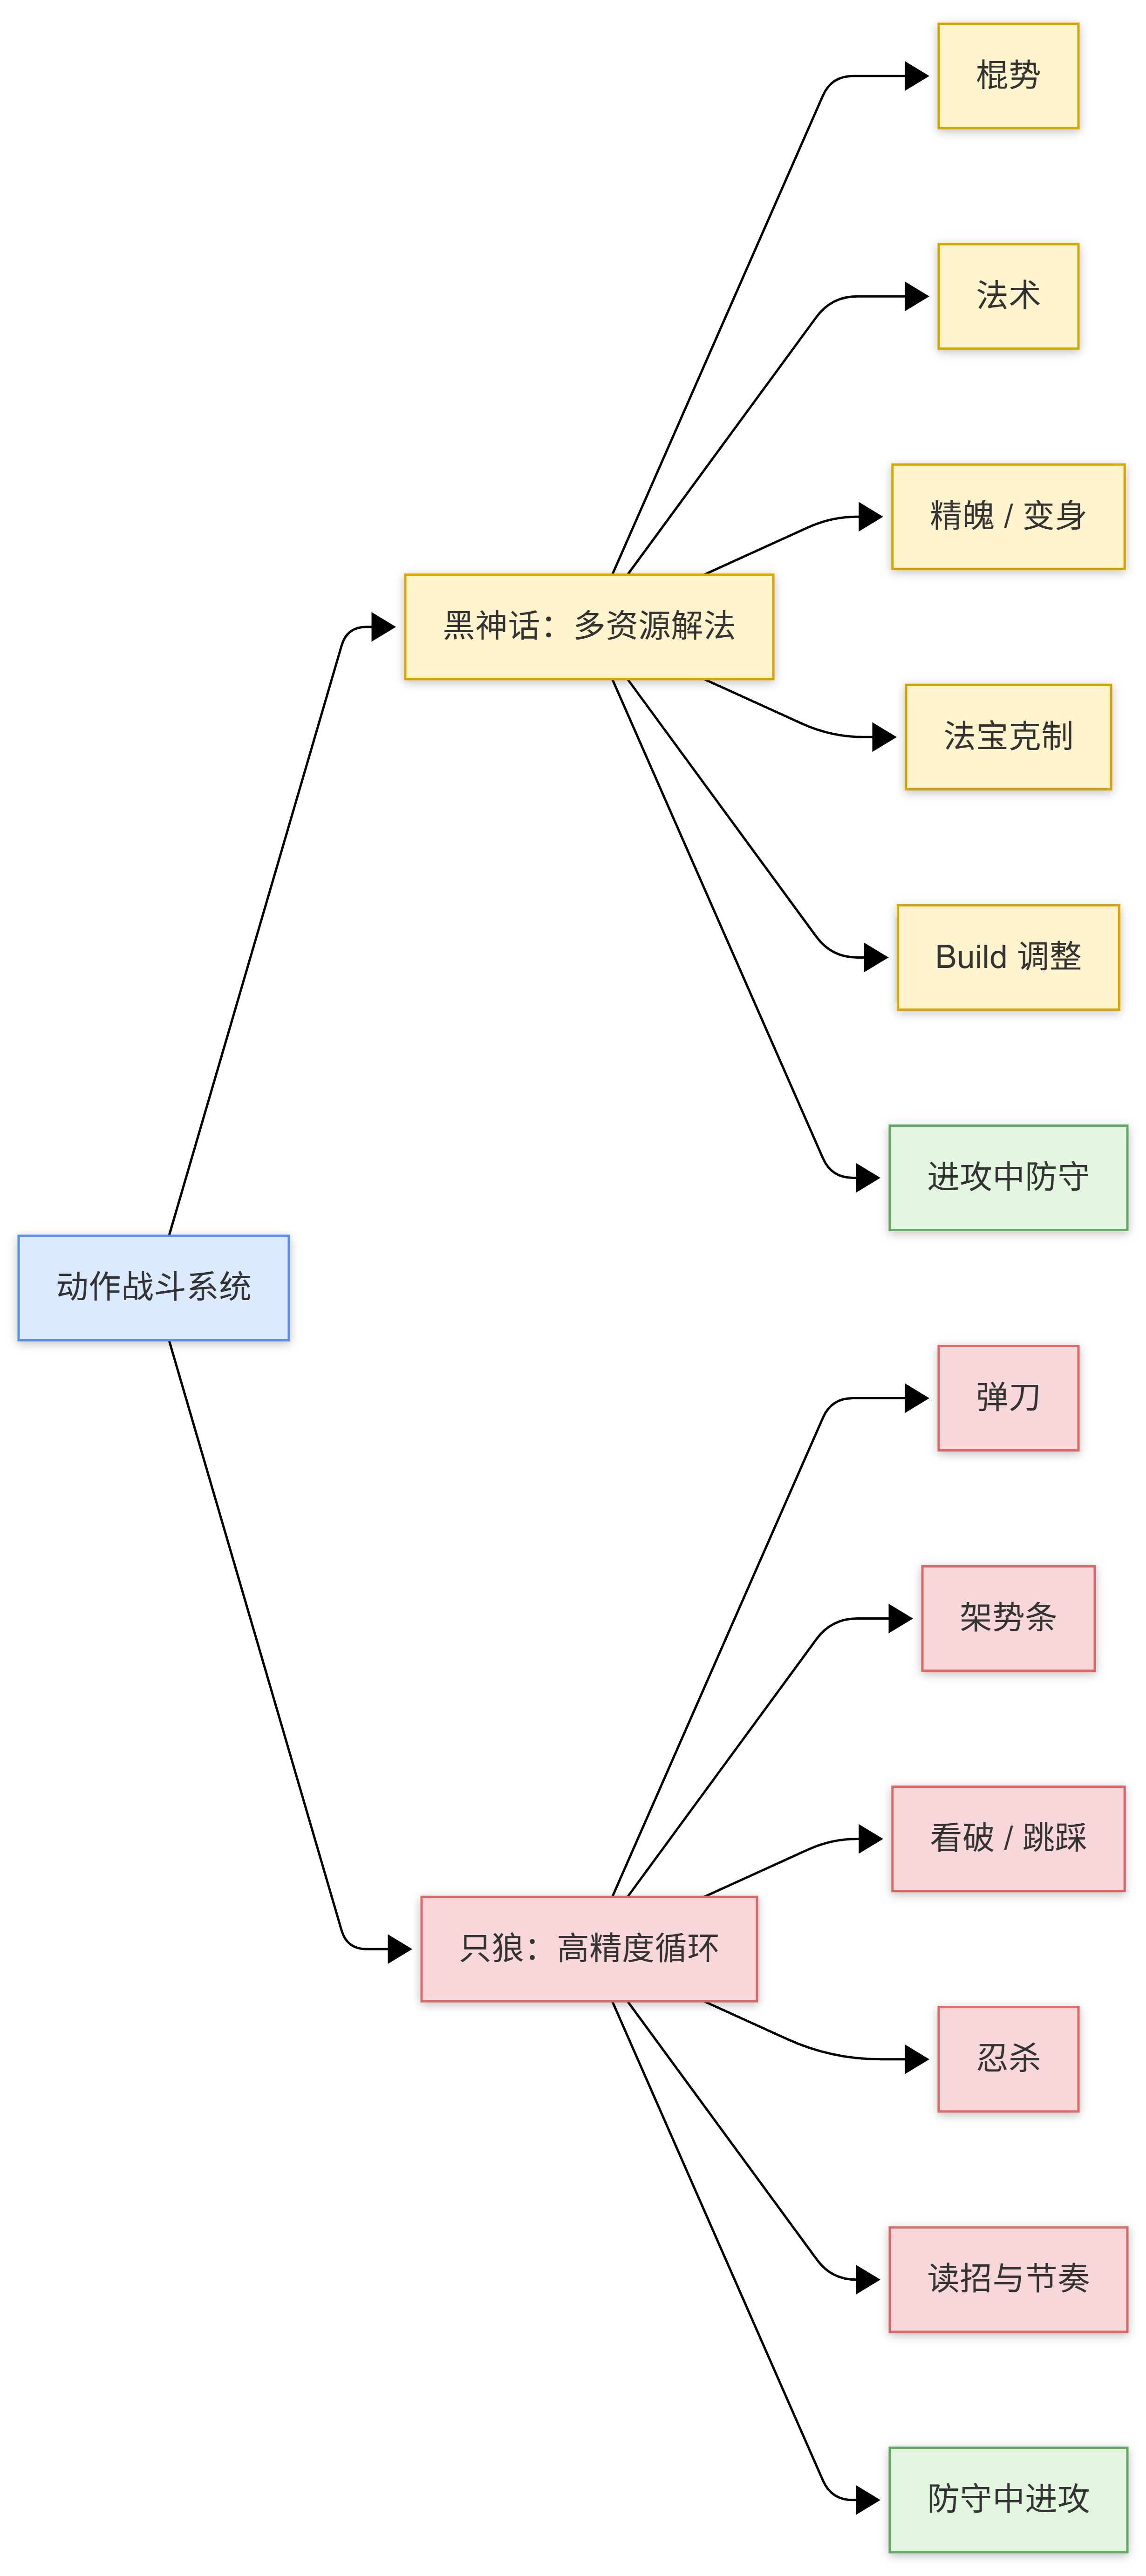 棍势
法术
精魄 / 变身
黑神话：多资源解法
法宝克制
Build 调整
进攻中防守
动作战斗系统
弹刀
架势条
看破 / 跳踩
只狼：高精度循环
忍杀
读招与节奏
防守中进攻